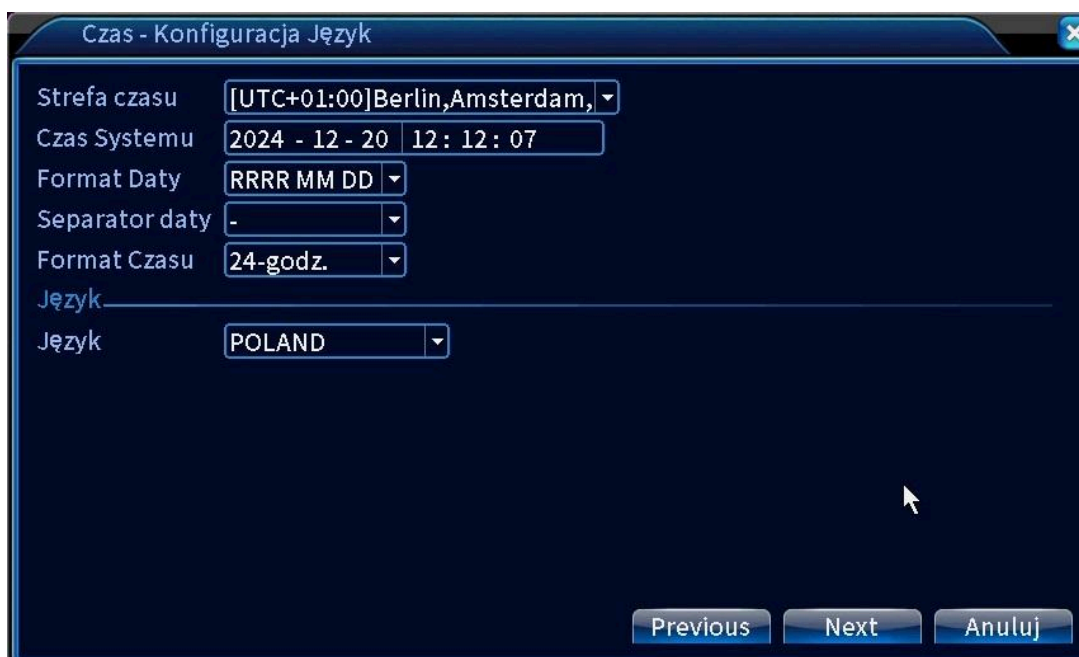 Czas - Konfiguracja Język
Strefa czasu [UTC+01:00]Berlin,Amsterdam,
Czas Systemu 2024 - 12 - 20 12 : 12 : 07
Format Daty RRRR MM DD
Separator daty -
Format Czasu 24-godz.
Język
Język POLAND
Previous Next Anuluj